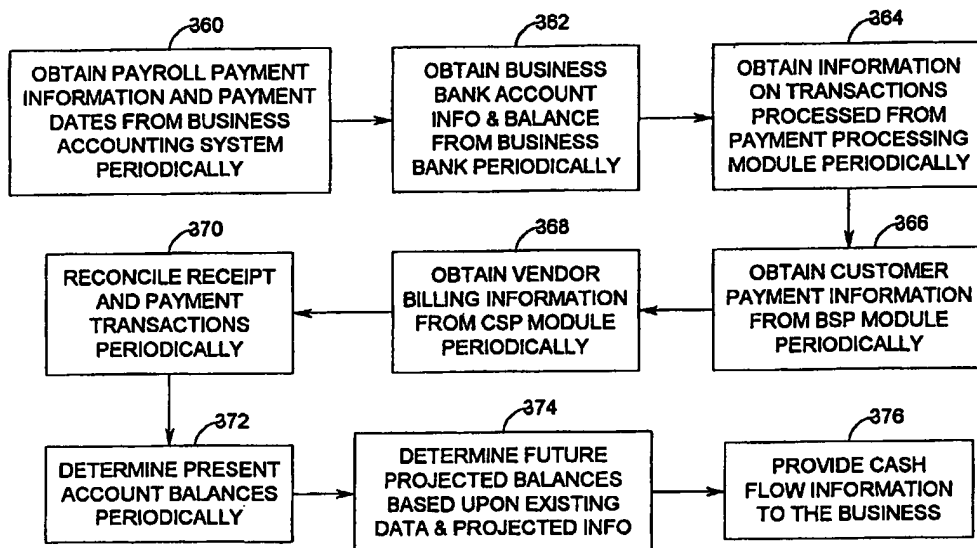 360
OBTAIN PAYROLL PAYMENT
INFORMATION AND PAYMENT
DATES FROM BUSINESS
ACCOUNTING SYSTEM
PERIODICALLY
362
OBTAIN BUSINESS
BANK ACCOUNT
INFO & BALANCE
FROM BUSINESS
BANK PERIODICALLY
364
OBTAIN INFORMATION
ON TRANSACTIONS
PROCESSED FROM
PAYMENT PROCESSING
MODULE PERIODICALLY
366
OBTAIN CUSTOMER
PAYMENT INFORMATION
FROM BSP MODULE
PERIODICALLY
368
OBTAIN VENDOR
BILLING INFORMATION
FROM CSP MODULE
PERIODICALLY
370
RECONCILE RECEIPT
AND PAYMENT
TRANSACTIONS
PERIODICALLY
372
DETERMINE PRESENT
ACCOUNT BALANCES
PERIODICALLY
374
DETERMINE FUTURE
PROJECTED BALANCES
BASED UPON EXISTING
DATA & PROJECTED INFO
376
PROVIDE CASH
FLOW INFORMATION
TO THE BUSINESS